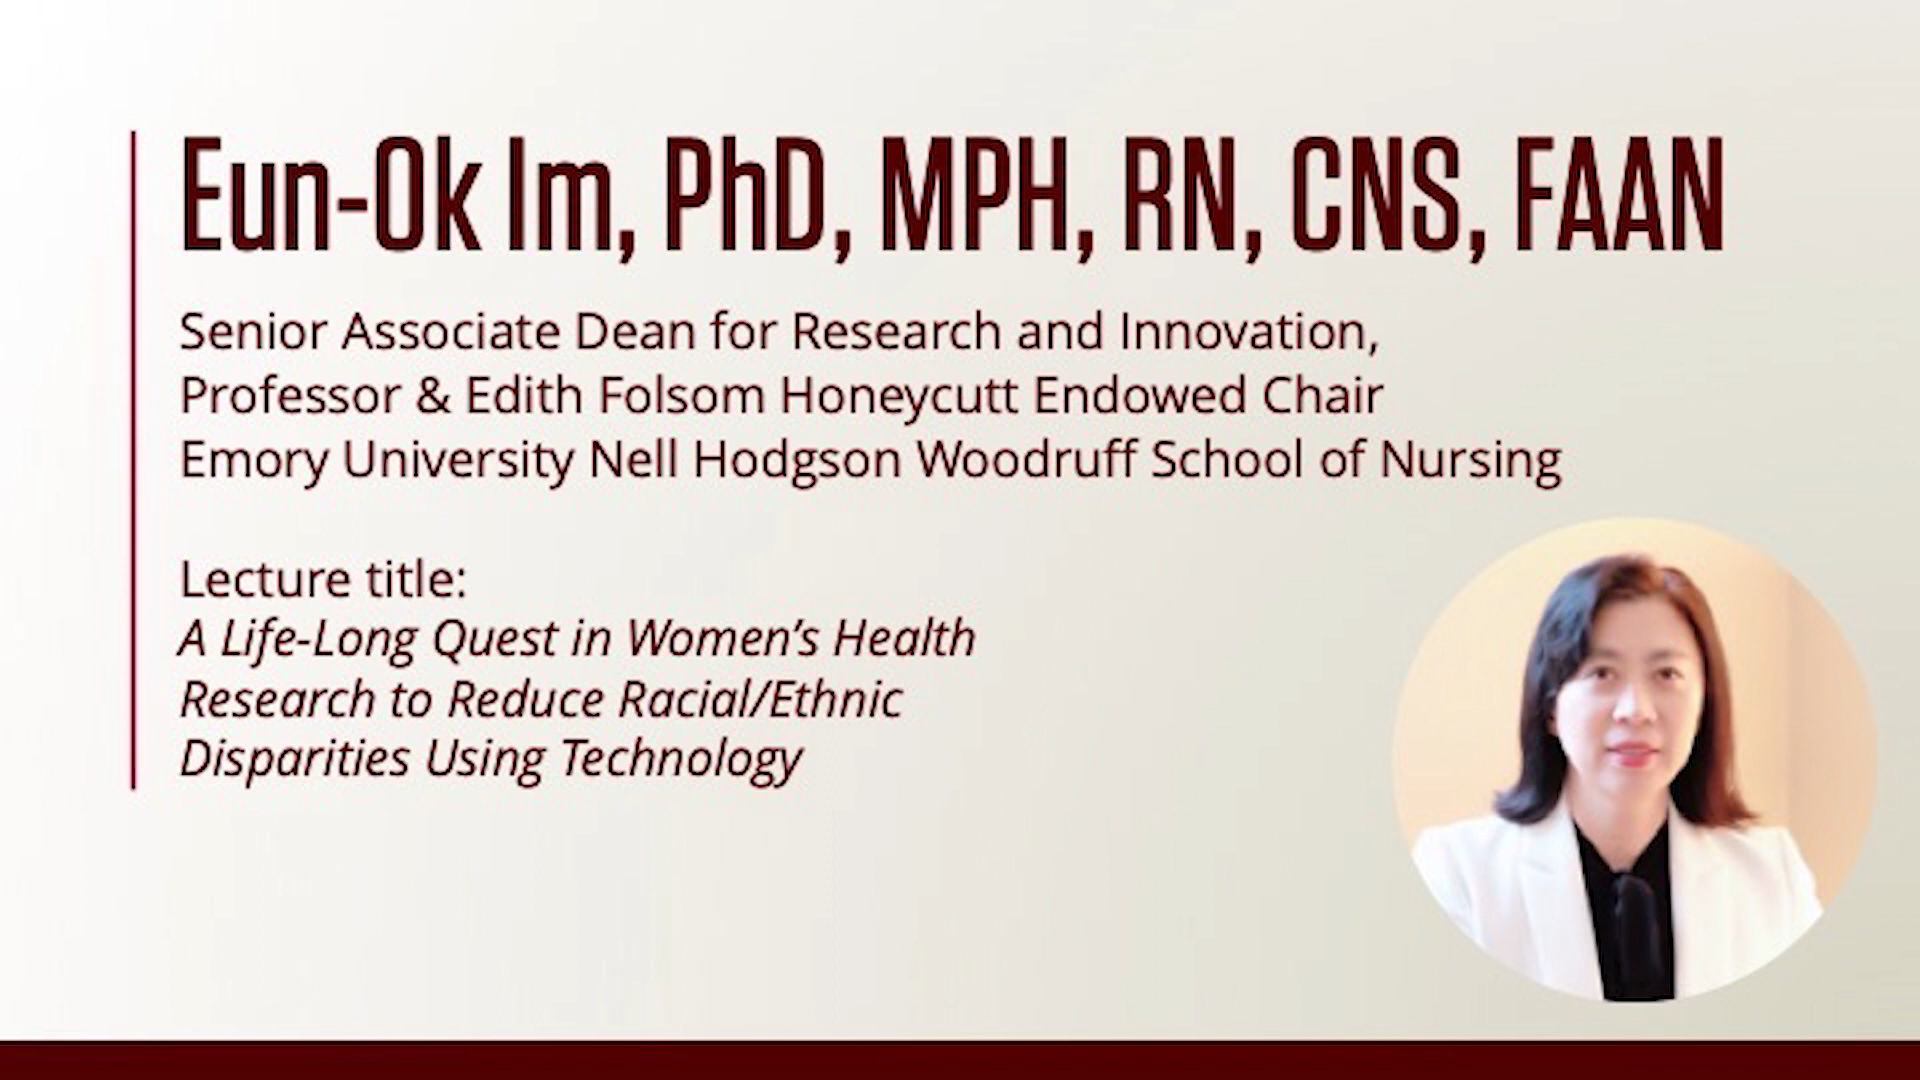 Eun-Ok Im, PhD, MPH, RN, CNS, FAAN
Senior Associate Dean for Research and Innovation,
Professor & Edith Folsom Honeycutt Endowed Chair
Emory University Nell Hodgson Woodruff School of Nursing
Lecture title:
A Life-Long Quest in Women’s Health
Research to Reduce Racial/Ethnic
Disparities Using Technology